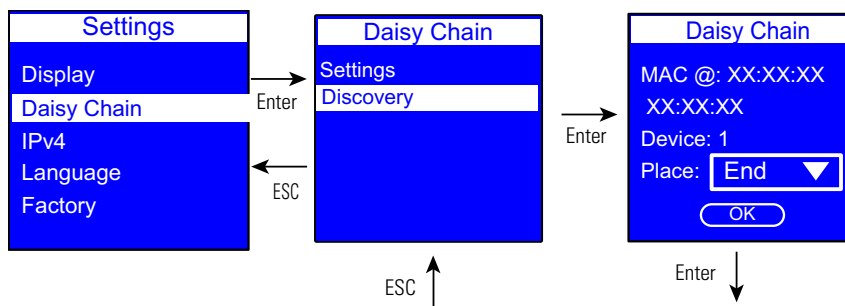 Settings
Display
Daisy Chain
IPv4
Language
Factory
Enter
ESC
Daisy Chain
Settings
Discovery
Enter
ESC
Daisy Chain
MAC @: XX:XX:XX
XX:XX:XX
Device: 1
Place: End
OK
Enter